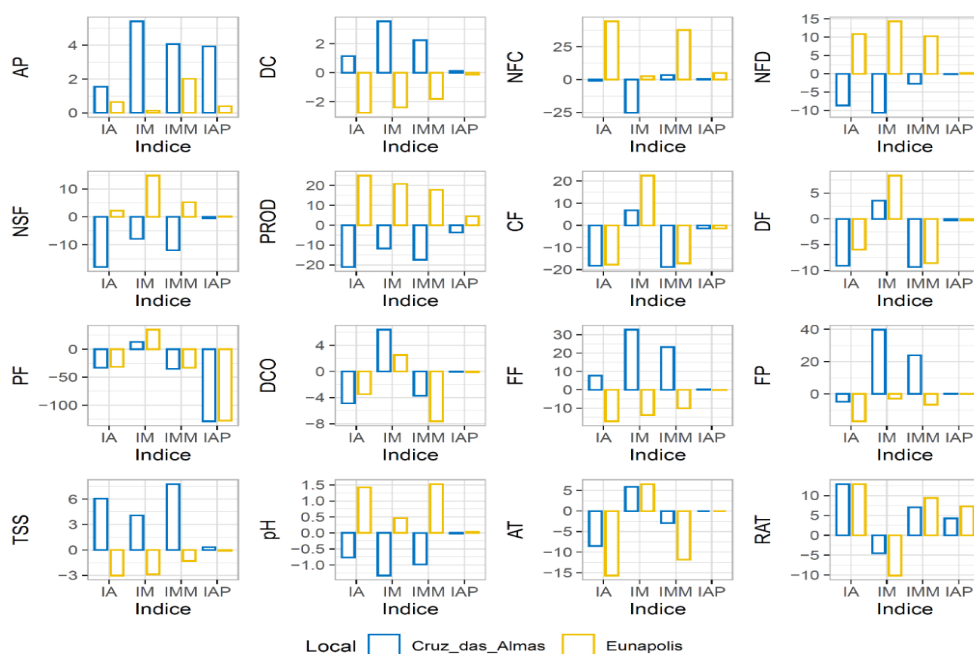 AP
4
2
0
IA IM IMM IAP
Indice
DC
2
0
−2
IA IM IMM IAP
Indice
NFC
25
0
−25
IA IM IMM IAP
Indice
NFD
15
10
5
0
−5
−10
IA IM IMM IAP
Indice
NSF
10
0
−10
IA IM IMM IAP
Indice
PROD
20
10
0
−10
−20
IA IM IMM IAP
Indice
CF
20
10
0
−10
−20
IA IM IMM IAP
Indice
DF
5
0
−5
−10
IA IM IMM IAP
Indice
PF
0
−50
−100
IA IM IMM IAP
Indice
DCO
4
0
−4
−8
IA IM IMM IAP
Indice
FF
30
20
10
0
−10
IA IM IMM IAP
Indice
FP
40
20
0
IA IM IMM IAP
Indice
TSS
6
3
0
−3
IA IM IMM IAP
Indice
pH
1.5
1.0
0.5
0.0
−0.5
−1.0
IA IM IMM IAP
Indice
AT
5
0
−5
−10
−15
IA IM IMM IAP
Indice
RAT
10
5
0
−5
−10
IA IM IMM IAP
Indice
Local Cruz_das_Almas Eunapolis